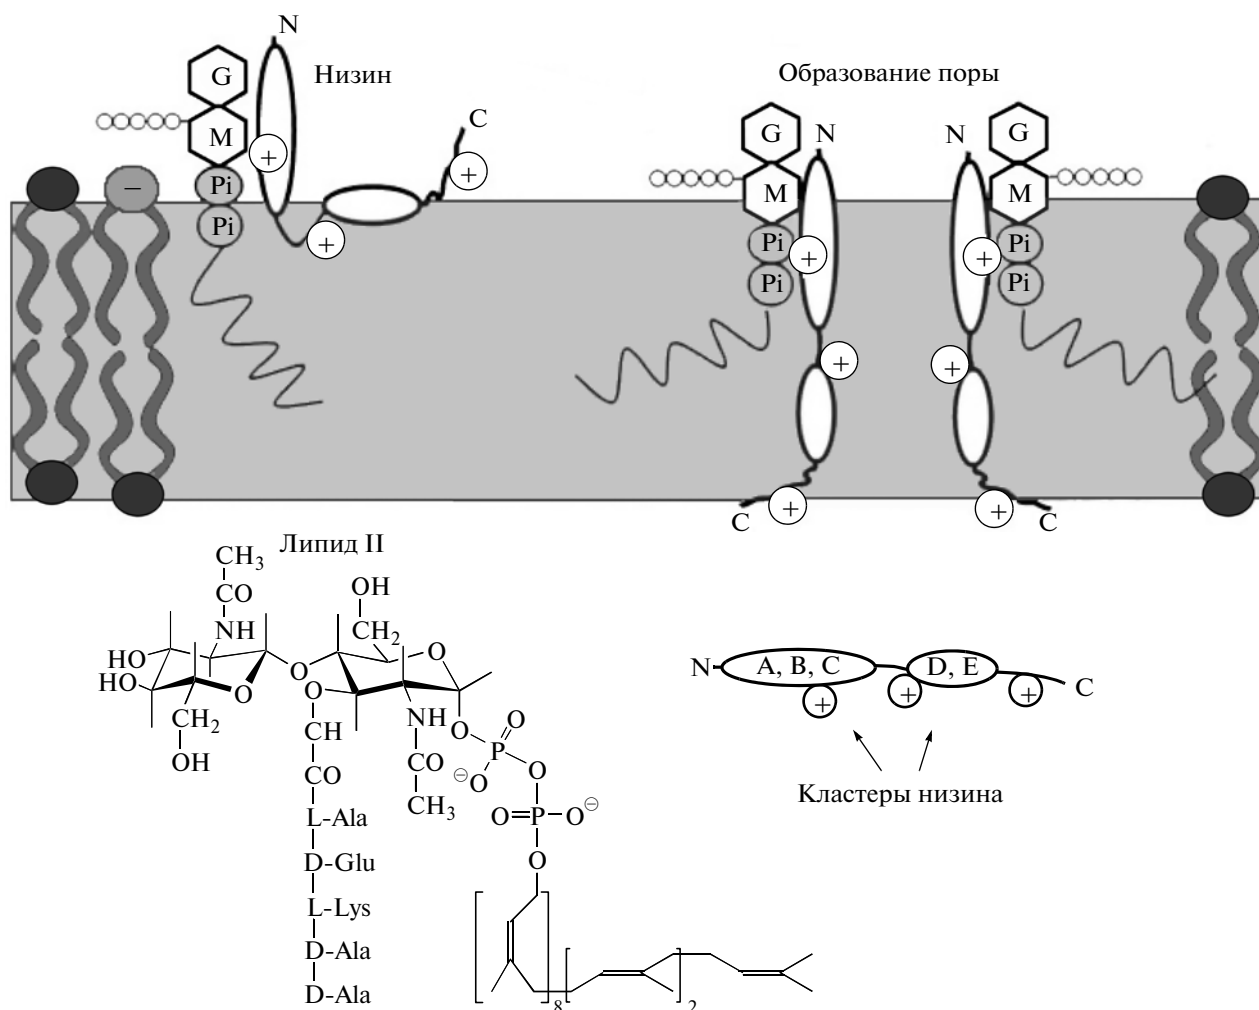 N
G
Низин
M
C
+
+
−
Pi
Pi
+
Образование поры
G
N
N
G
M
M
Pi
+
+
Pi
Pi
Pi
+
+
C
+
+
C
Липид II
CH3
CO
NH
HO
HO
O
CH2
OH
OH
CH2
O
O
O
CH
CO
NH
CO
CH3
O
O
P
⊖O
O
O=P–O⊖
O
L-Ala
D-Glu
L-Lys
D-Ala
D-Ala
8
2
N
A, B, C
D, E
C
+
+
+
Кластеры низина